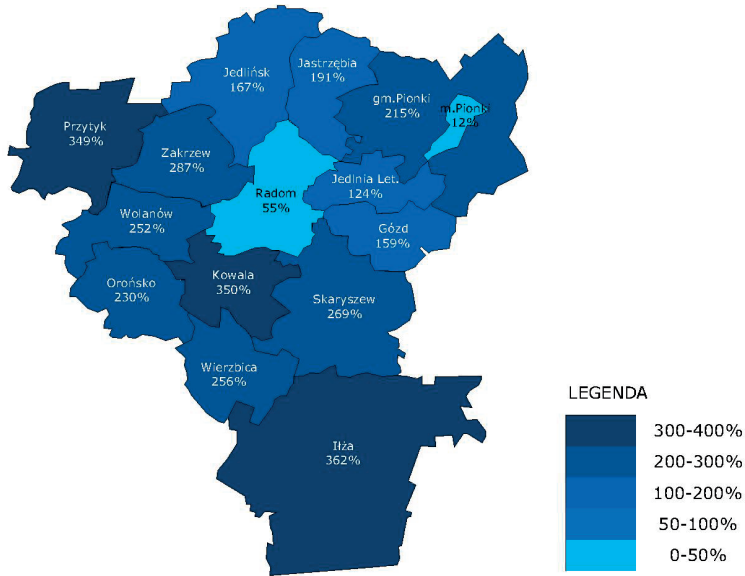 Jedlińsk
167%
Jastrzębia
191%
gm.Pionki
215%
m.Pionki
12%
Przytyk
349%
Zakrzew
287%
Radom
55%
Jedlnia Let.
124%
Wolanów
252%
Gózd
159%
Orońsko
230%
Kowala
350%
Skaryszew
269%
Wierzbica
256%
Iłża
362%
LEGENDA
300-400%
200-300%
100-200%
50-100%
0-50%